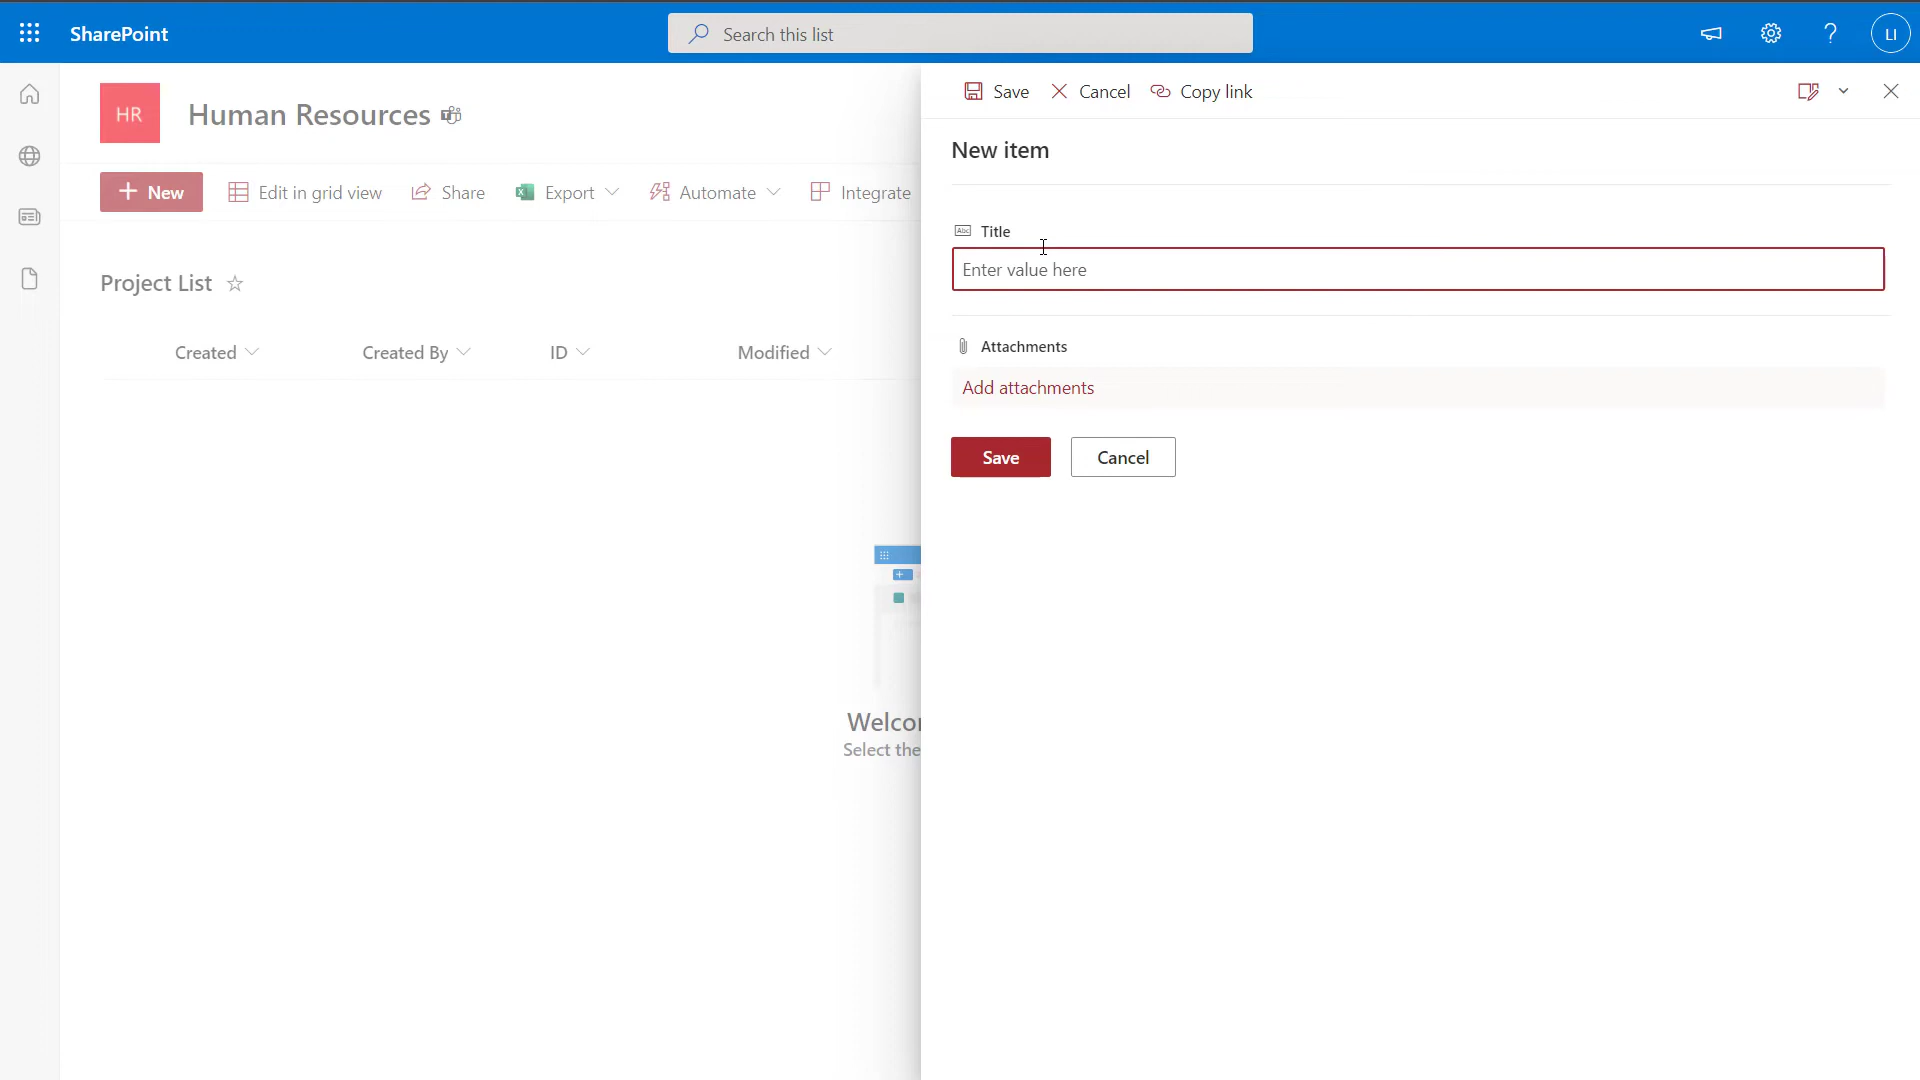 SharePoint
Search this list
LI
HR
Human Resources
New
Edit in grid view
Share
Export
Automate
Integrate
Project List
Created
Created By
ID
Modified
Select the
Save
Cancel
Copy link
New item
Abc
Title
Enter value here
Attachments
Add attachments
Save
Cancel